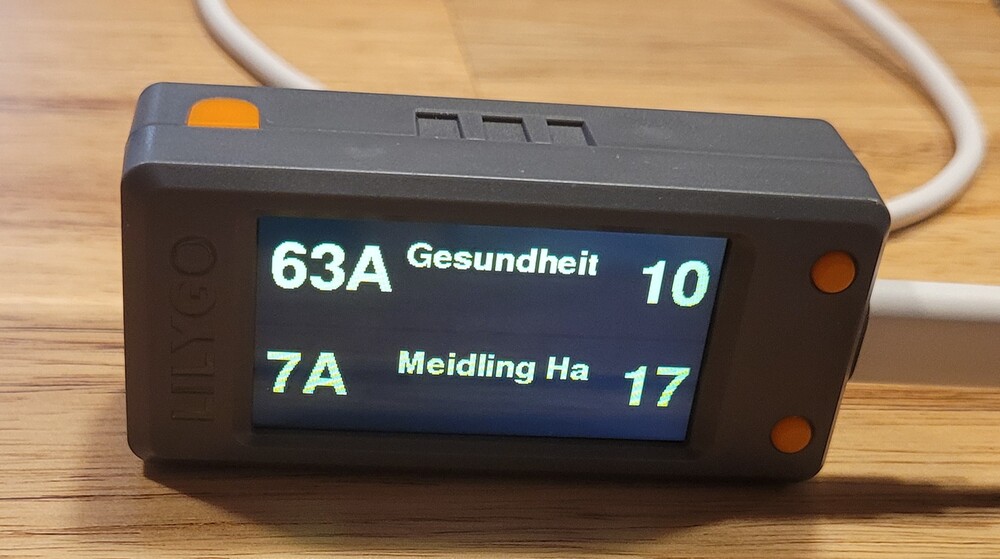 LILYGO
63A Gesundheit 10
7A Meidling Ha 17